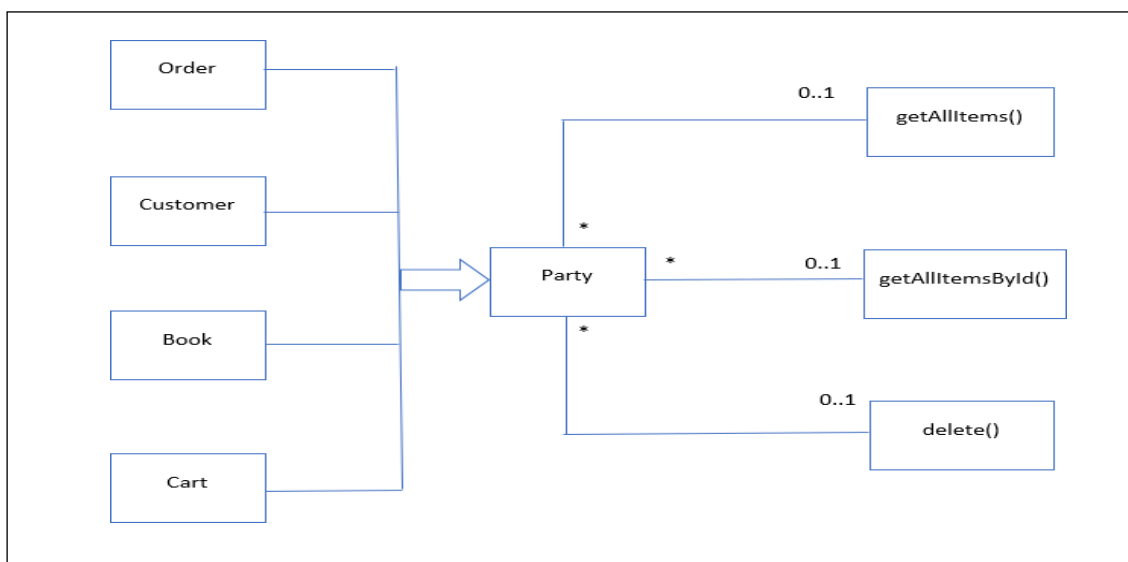 Order
Customer
Book
Cart
Party
*
*
*
0..1
getAllItems()
0..1
getAllItemsById()
0..1
delete()